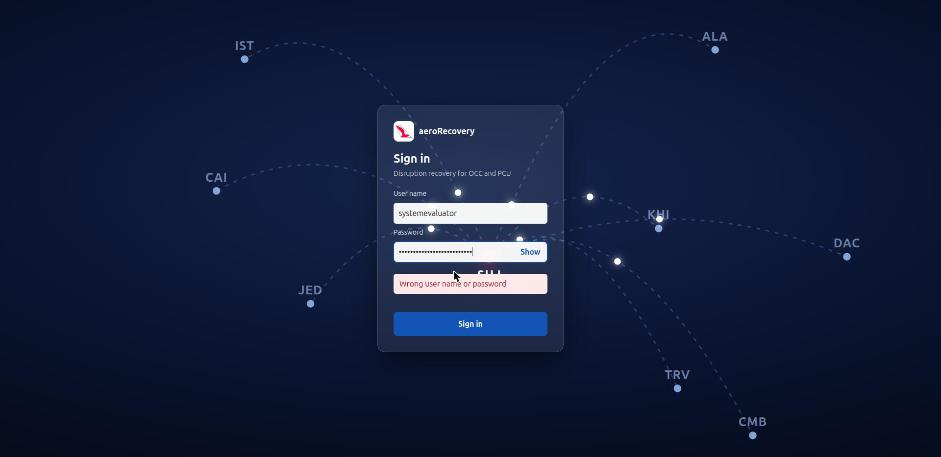 IST
ALA
aeroRecovery
Sign in
Disruption recovery for OCC and PCU
CAI
User name
systemevaluator
KHI
Password
DAC
••••••••••••••••••••••••• Show
JED
Wrong user name or password
Sign in
TRV
CMB